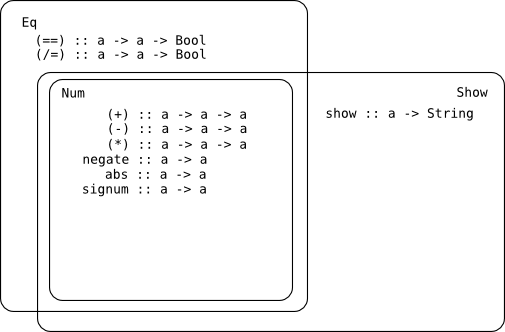 Eq
(==) :: a -> a -> Bool
(/=) :: a -> a -> Bool
Num
(+) :: a -> a -> a
(-) :: a -> a -> a
(*) :: a -> a -> a
negate :: a -> a
abs :: a -> a
signum :: a -> a
Show
show :: a -> String